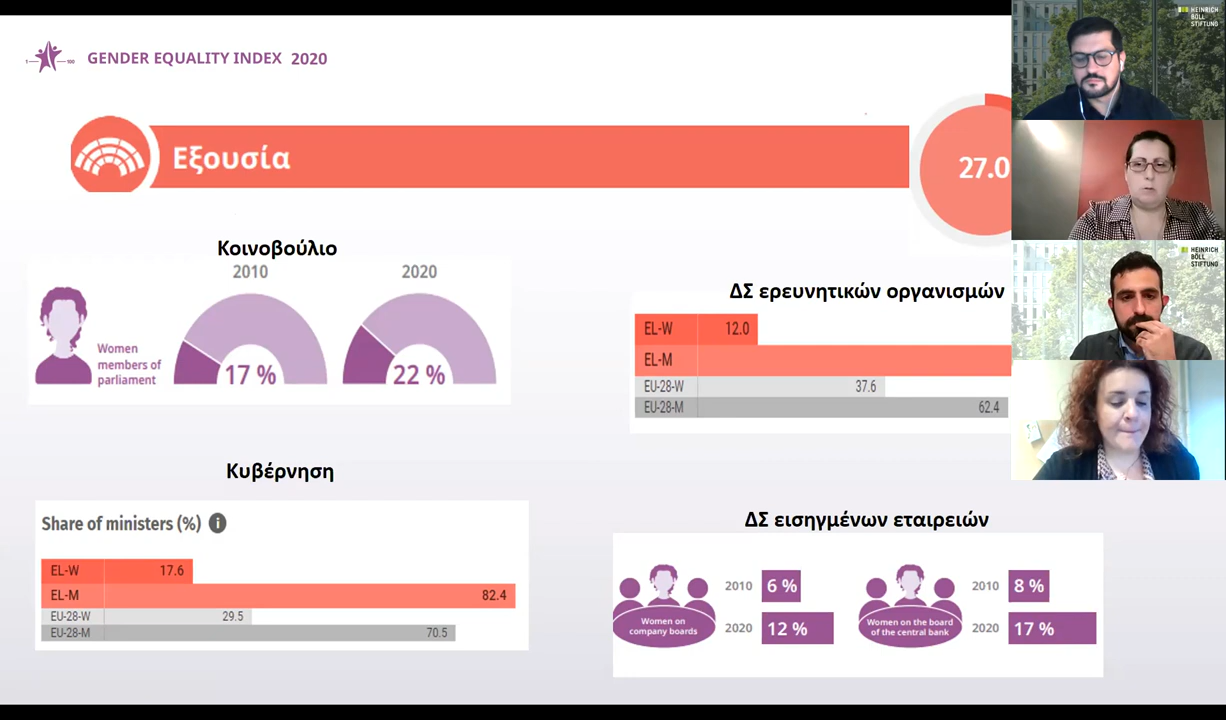 GENDER EQUALITY INDEX 2020
Εξουσία
27.0
HEINRICH
BÖLL
STIFTUNG
Κοινοβούλιο
2010
2020
Women
members of
parliament
17 %
22 %
ΔΣ ερευνητικών οργανισμών
EL-W 12.0
EL-M
EU-28-W 37.6
EU-28-M 62.4
HEINRICH
BÖLL
STIFTUNG
Κυβέρνηση
Share of ministers (%) i
EL-W 17.6
EL-M 82.4
EU-28-W 29.5
EU-28-M 70.5
ΔΣ εισηγμένων εταιρειών
Women on
company boards
2010 6 %
2020 12 %
Women on the board
of the central bank
2010 8 %
2020 17 %